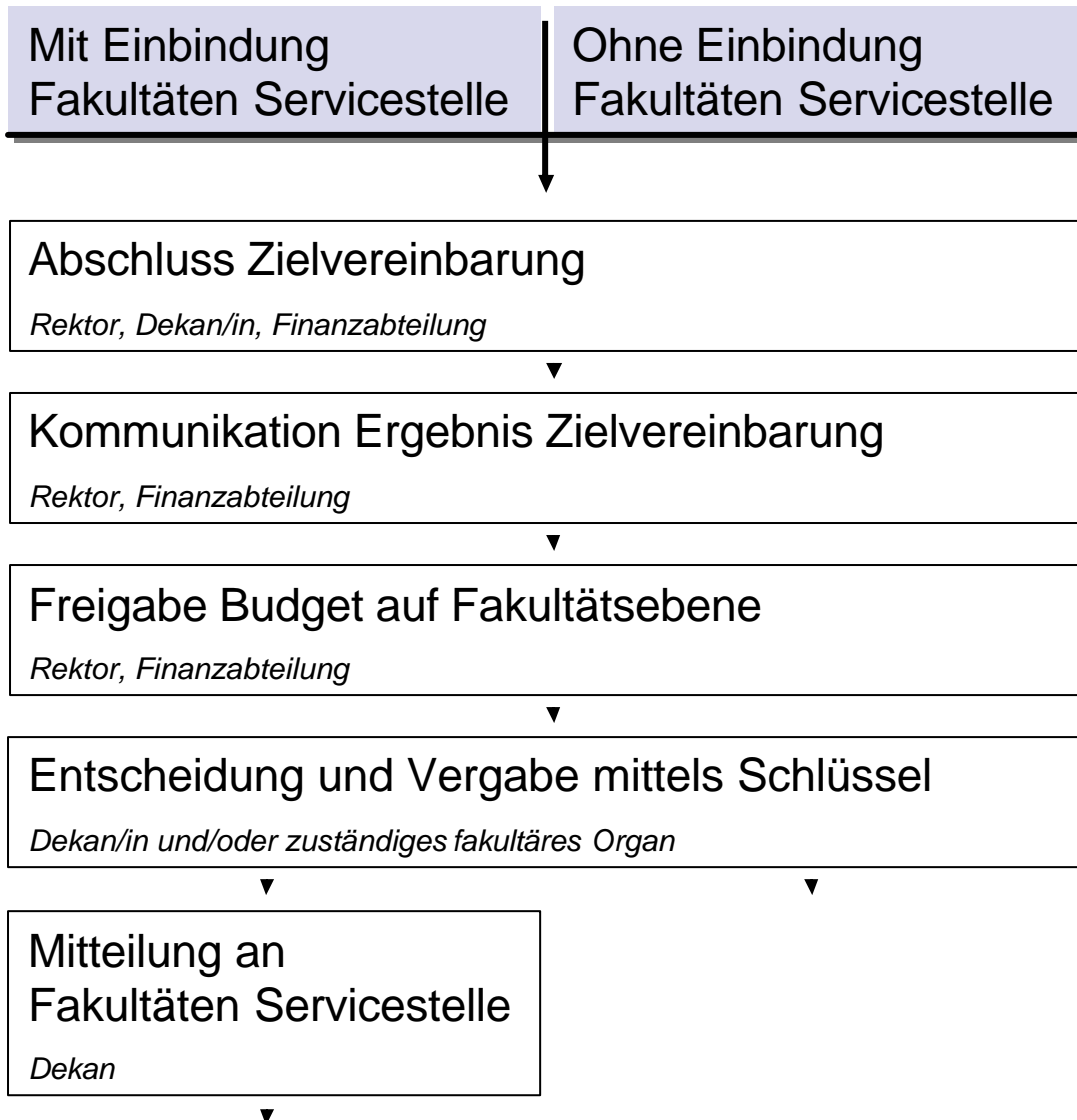 Mit Einbindung
Fakultäten Servicestelle
Ohne Einbindung
Fakultäten Servicestelle
Abschluss Zielvereinbarung
Rektor, Dekan/in, Finanzabteilung
Kommunikation Ergebnis Zielvereinbarung
Rektor, Finanzabteilung
Freigabe Budget auf Fakultätsebene
Rektor, Finanzabteilung
Entscheidung und Vergabe mittels Schlüssel
Dekan/in und/oder zuständiges fakultäres Organ
Mitteilung an
Fakultäten Servicestelle
Dekan